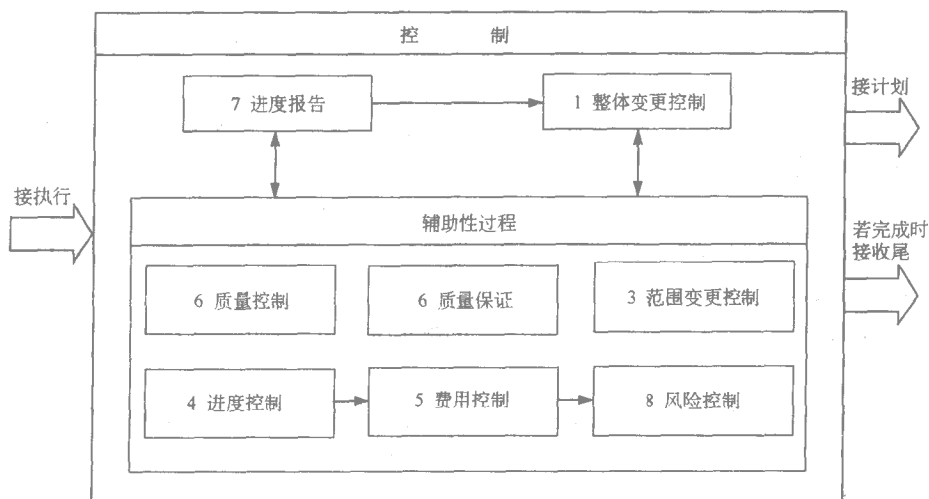 控 制
7 进度报告
1 整体变更控制
接计划
接执行
辅助性过程
若完成时
接收尾
6 质量控制
6 质量保证
3 范围变更控制
4 进度控制
5 费用控制
8 风险控制